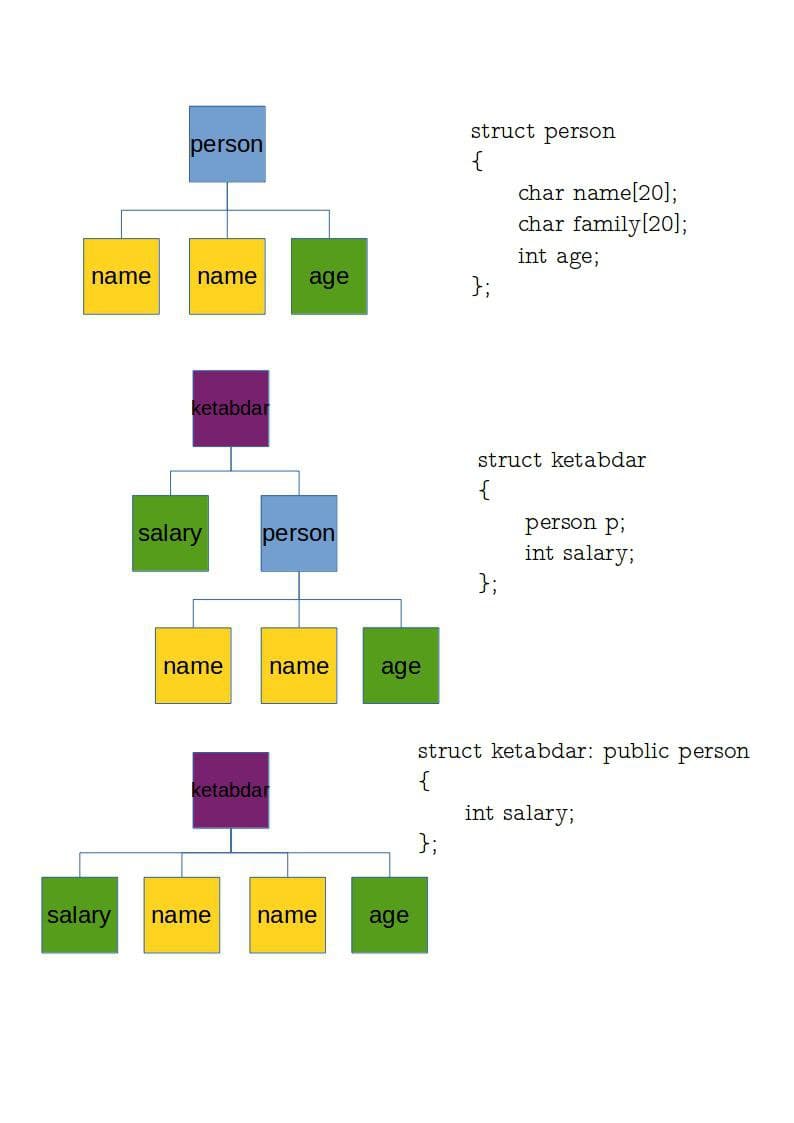 person
name name age
struct person
{
char name[20];
char family[20];
int age;
};
ketabdar
salary person
name name age
struct ketabdar
{
person p;
int salary;
};
ketabdar
salary name name age
struct ketabdar: public person
{
int salary;
};